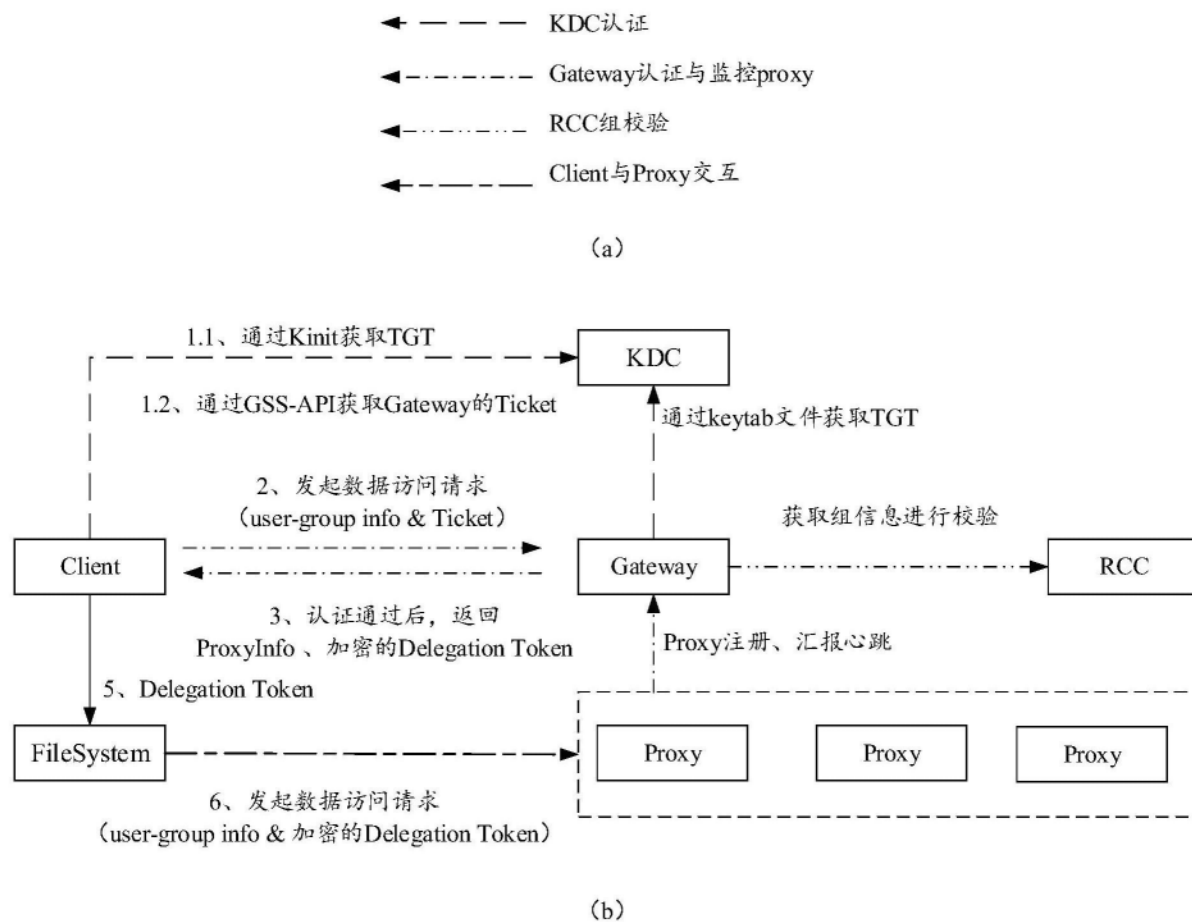 KDC认证
Gateway认证与监控proxy
RCC组校验
Client与Proxy交互
（a）
1.1、通过Kinit获取TGT
KDC
1.2、通过GSS-API获取Gateway的Ticket
通过keytab文件获取TGT
2、发起数据访问请求
（user-group info & Ticket）
获取组信息进行校验
Client
Gateway
RCC
3、认证通过后，返回
ProxyInfo 、加密的Delegation Token
Proxy注册、汇报心跳
5、Delegation Token
FileSystem
Proxy
Proxy
Proxy
6、发起数据访问请求
（user-group info & 加密的Delegation Token）
（b）